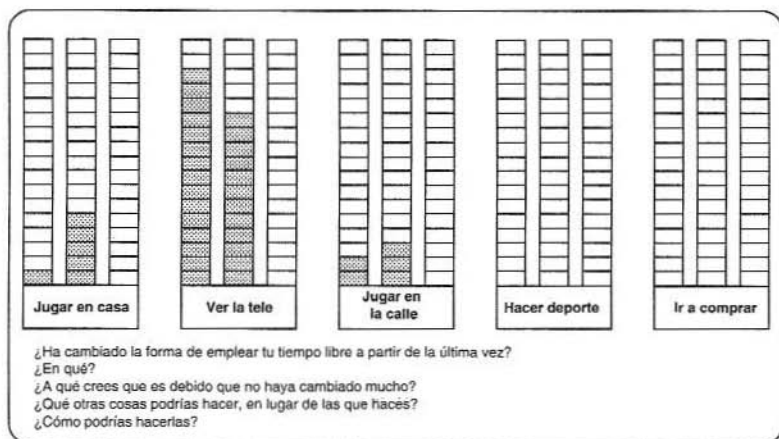 Jugar en casa
Ver la tele
Jugar en
la calle
Hacer deporte
Ir a comprar
¿Ha cambiado la forma de emplear tu tiempo libre a partir de la última vez?
¿En qué?
¿A qué crees que es debido que no haya cambiado mucho?
¿Qué otras cosas podrías hacer, en lugar de las que haces?
¿Cómo podrías hacerlas?